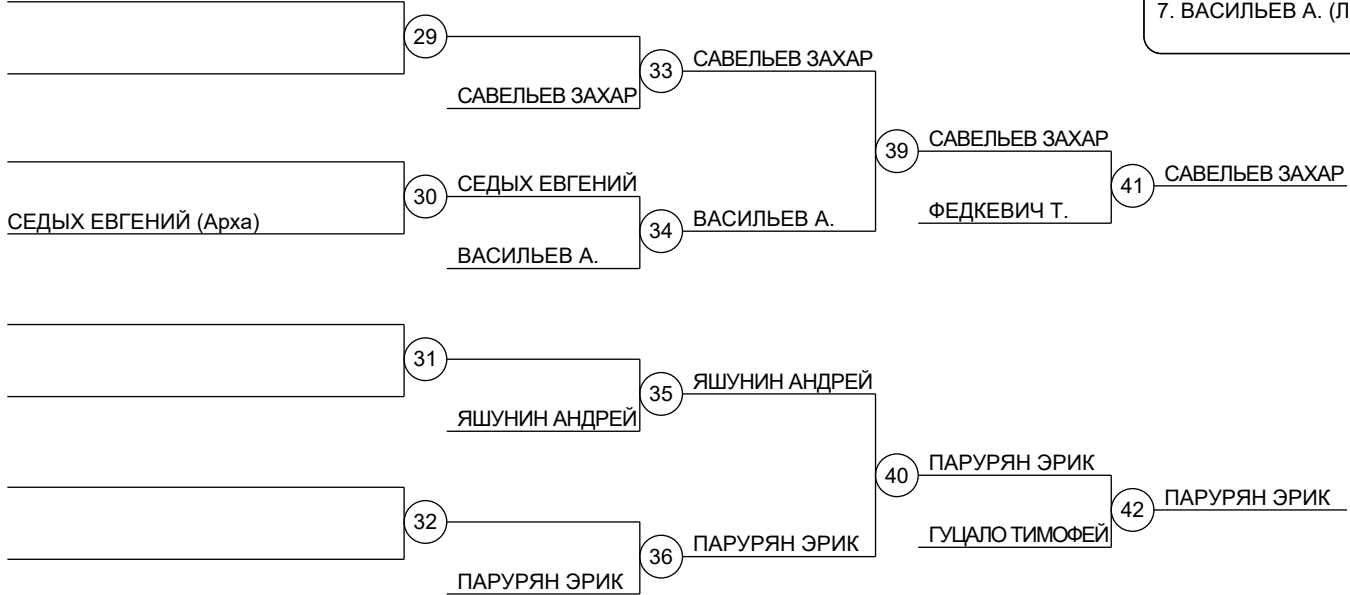 7. ВАСИЛЬЕВ А. (Л
29
33
САВЕЛЬЕВ ЗАХАР
САВЕЛЬЕВ ЗАХАР
39
САВЕЛЬЕВ ЗАХАР
41
САВЕЛЬЕВ ЗАХАР
30
СЕДЫХ ЕВГЕНИЙ
СЕДЫХ ЕВГЕНИЙ (Арха)
34
ВАСИЛЬЕВ А.
ФЕДКЕВИЧ Т.
ВАСИЛЬЕВ А.
31
35
ЯШУНИН АНДРЕЙ
ЯШУНИН АНДРЕЙ
40
ПАРУРЯН ЭРИК
42
ПАРУРЯН ЭРИК
32
36
ПАРУРЯН ЭРИК
ГУЦАЛО ТИМОФЕЙ
ПАРУРЯН ЭРИК